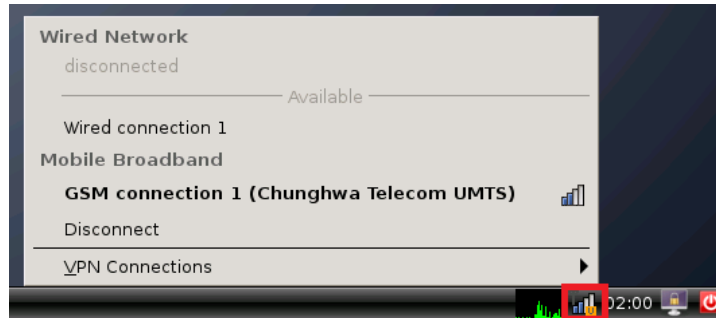 Wired Network
disconnected
Available
Wired connection 1
Mobile Broadband
GSM connection 1 (Chunghwa Telecom UMTS)
Disconnect
VPN Connections
02:00